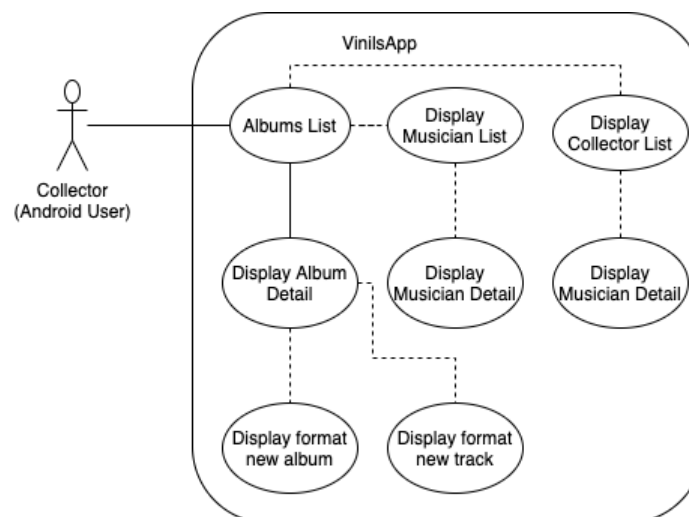 VinilsApp
Albums List
Display
Musician List
Display
Collector List
Collector
(Android User)
Display Album
Detail
Display
Musician Detail
Display
Musician Detail
Display format
new album
Display format
new track